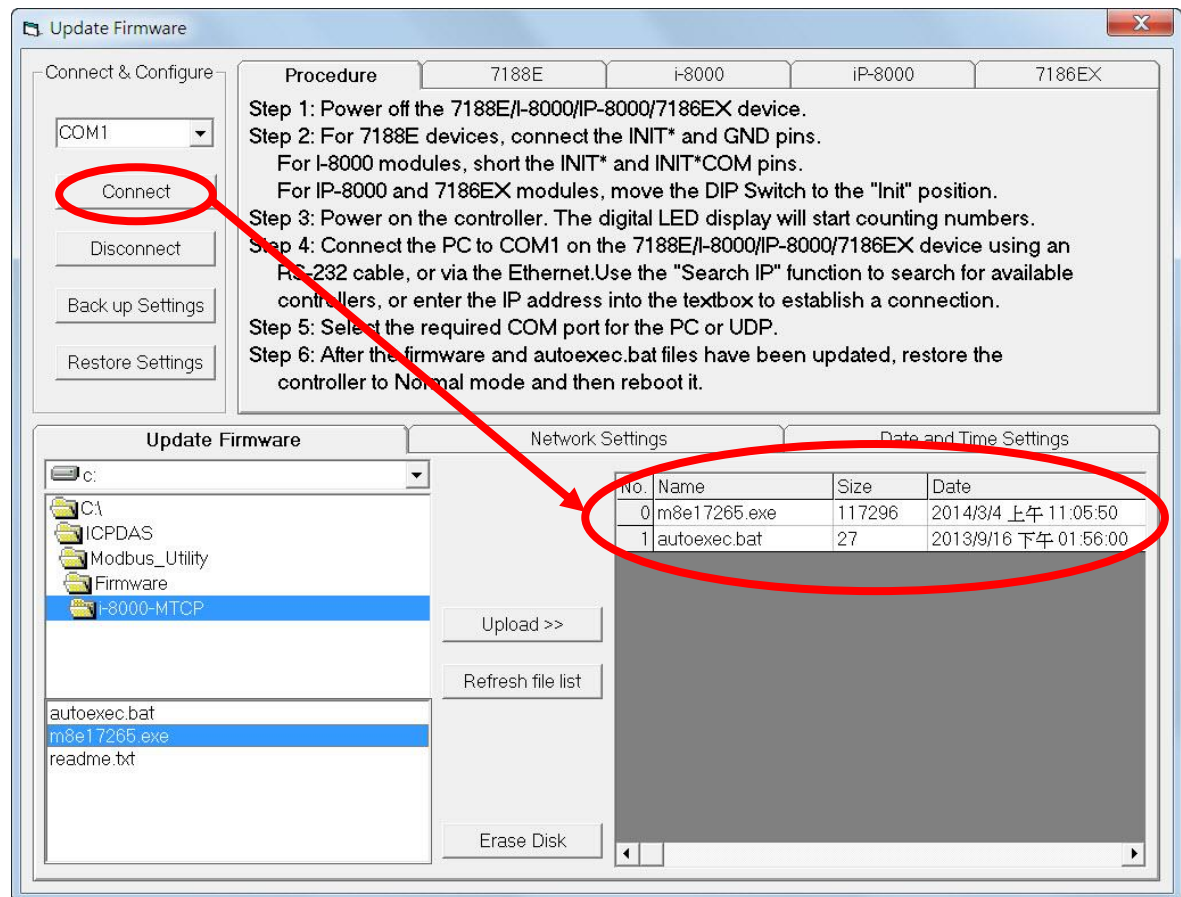 Update Firmware
Connect & Configure
COM1
Connect
Disconnect
Back up Settings
Restore Settings
Procedure 7188E i-8000 iP-8000 7186EX
Step 1: Power off the 7188E/I-8000/IP-8000/7186EX device.
Step 2: For 7188E devices, connect the INIT* and GND pins.
For I-8000 modules, short the INIT* and INIT*COM pins.
For IP-8000 and 7186EX modules, move the DIP Switch to the "Init" position.
Step 3: Power on the controller. The digital LED display will start counting numbers.
Step 4: Connect the PC to COM1 on the 7188E/I-8000/IP-8000/7186EX device using an
RS-232 cable, or via the Ethernet.Use the "Search IP" function to search for available
controllers, or enter the IP address into the textbox to establish a connection.
Step 5: Select the required COM port for the PC or UDP.
Step 6: After the firmware and autoexec.bat files have been updated, restore the
controller to Normal mode and then reboot it.
Update Firmware Network Settings Date and Time Settings
c:
C:\
ICPDAS
Modbus_Utility
Firmware
i-8000-MTCP
autoexec.bat
m8e17265.exe
readme.txt
Upload >>
Refresh file list
Erase Disk
No. Name Size Date
0 m8e17265.exe 117296 2014/3/4 上午 11:05:50
1 autoexec.bat 27 2013/9/16 下午 01:56:00